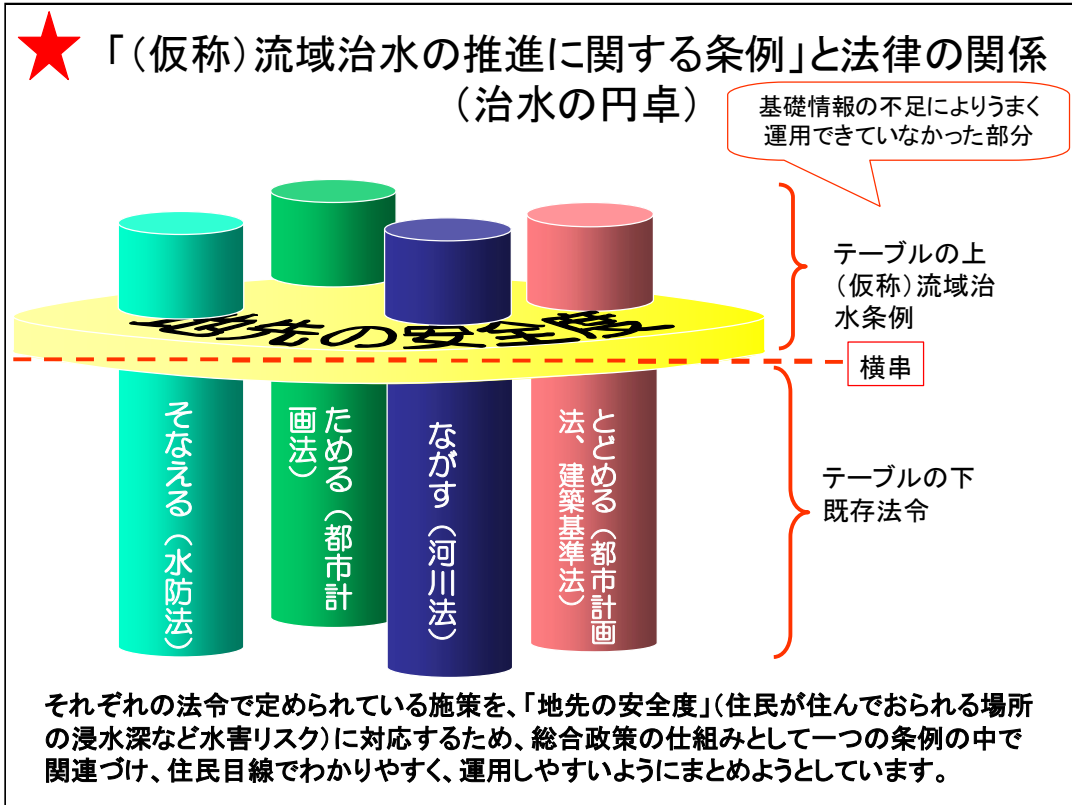 「(仮称)流域治水の推進に関する条例」と法律の関係
(治水の円卓)
基礎情報の不足によりうまく
運用できていなかった部分
テーブルの上
(仮称)流域治
水条例
地先の安全度
横串
そなえる(水防法)
ためる(都市計
画法)
ながす(河川法)
とどめる(都市計画
法、建築基準法)
テーブルの下
既存法令
それぞれの法令で定められている施策を、「地先の安全度」(住民が住んでおられる場所
の浸水深など水害リスク)に対応するため、総合政策の仕組みとして一つの条例の中で
関連づけ、住民目線でわかりやすく、運用しやすいようにまとめようとしています。